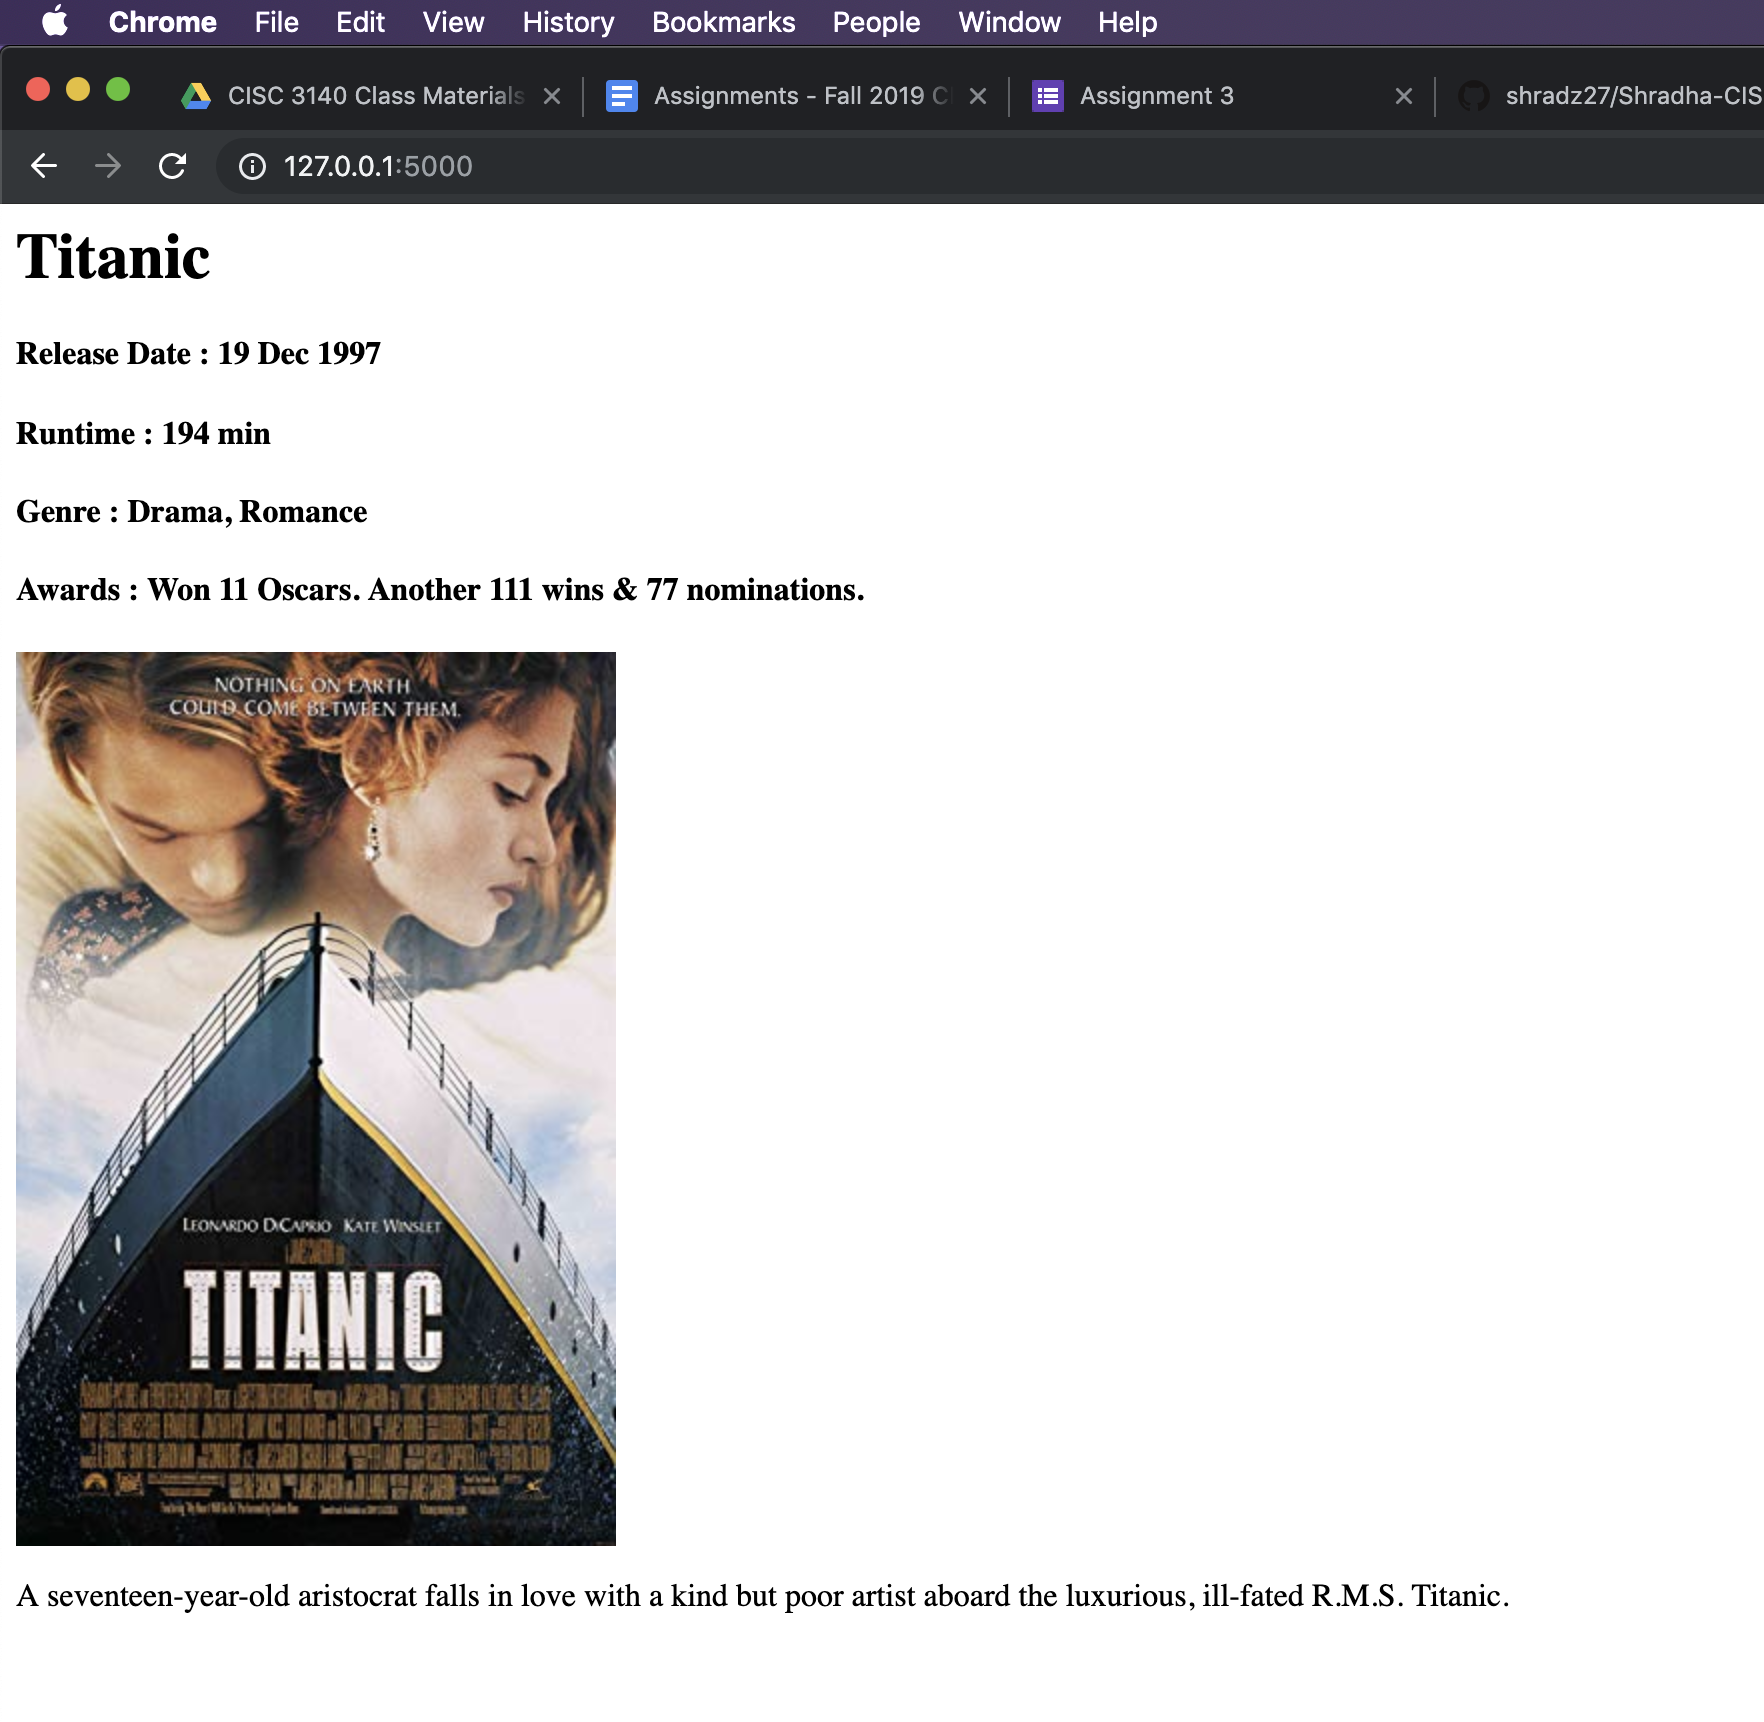 Chrome File Edit View History Bookmarks People Window Help
CISC 3140 Class Materials Assignments - Fall 2019 C Assignment 3 shradz27/Shradha-CIS
127.0.0.1:5000
Titanic
Release Date : 19 Dec 1997
Runtime : 194 min
Genre : Drama, Romance
Awards : Won 11 Oscars. Another 111 wins & 77 nominations.
NOTHING ON EARTH
COULD COME BETWEEN THEM.
LEONARDO DICAPRIO KATE WINSLET
TITANIC
A seventeen-year-old aristocrat falls in love with a kind but poor artist aboard the luxurious, ill-fated R.M.S. Titanic.